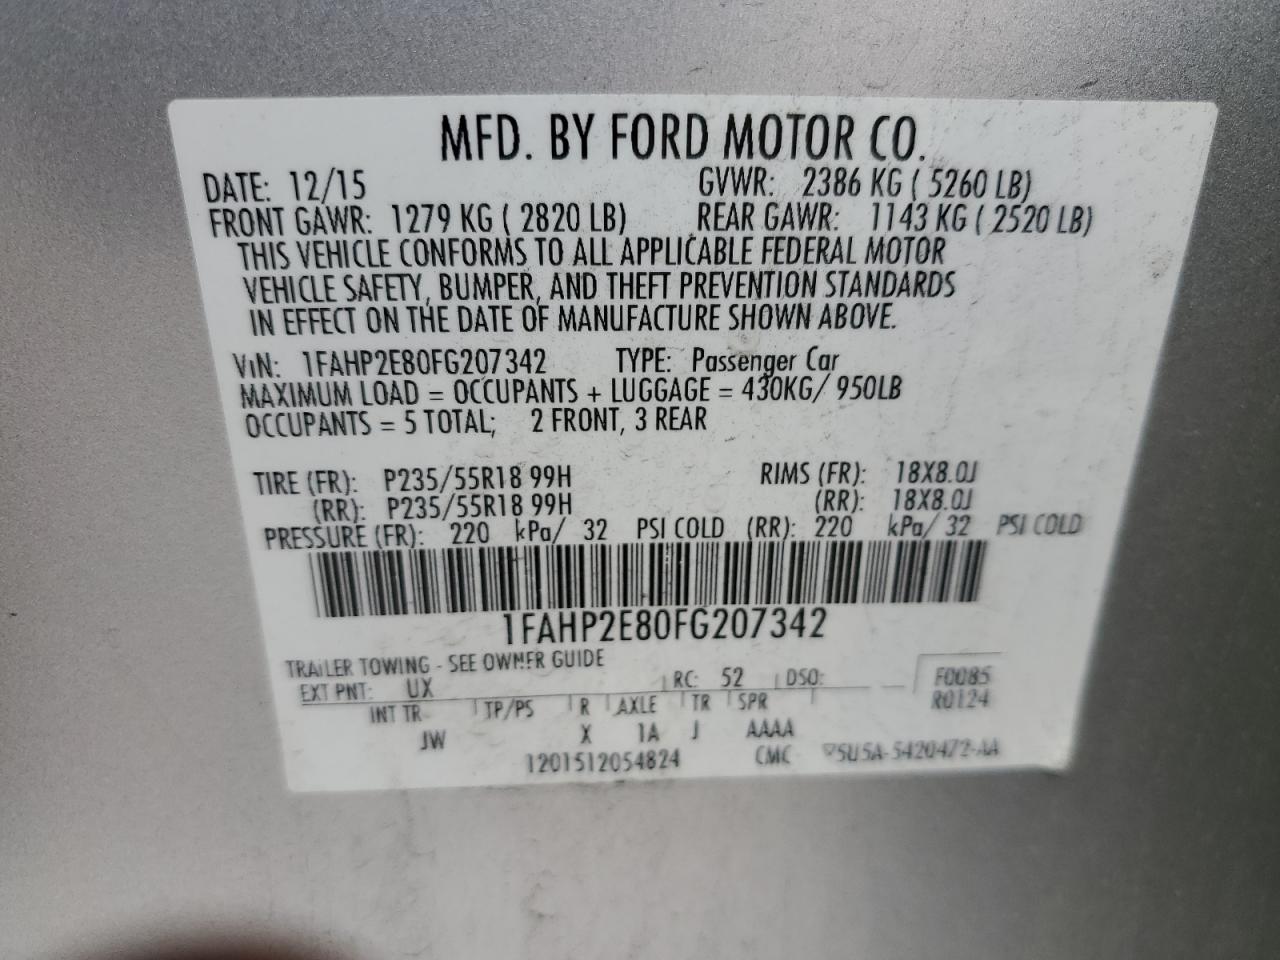 MFD. BY FORD MOTOR CO.
DATE: 12/15 GVWR: 2386 KG ( 5260 LB)
FRONT GAWR: 1279 KG ( 2820 LB) REAR GAWR: 1143 KG ( 2520 LB)
THIS VEHICLE CONFORMS TO ALL APPLICABLE FEDERAL MOTOR
VEHICLE SAFETY, BUMPER, AND THEFT PREVENTION STANDARDS
IN EFFECT ON THE DATE OF MANUFACTURE SHOWN ABOVE.
VIN: 1FAHP2E80FG207342 TYPE: Passenger Car
MAXIMUM LOAD = OCCUPANTS + LUGGAGE = 430KG/ 950LB
OCCUPANTS = 5 TOTAL; 2 FRONT, 3 REAR
TIRE (FR): P235/55R18 99H RIMS (FR): 18X8.0J
(RR): P235/55R18 99H (RR): 18X8.0J
PRESSURE (FR): 220 kPa/ 32 PSI COLD (RR): 220 kPa/ 32 PSI COLD
1FAHP2E80FG207342
TRAILER TOWING - SEE OWNER GUIDE
EXT PNT: UX RC: 52 DSO: F0085
R0124
INT TR TP/PS R AXLE TR SPR
JW X 1A J AAAA
1201512054824 CMC